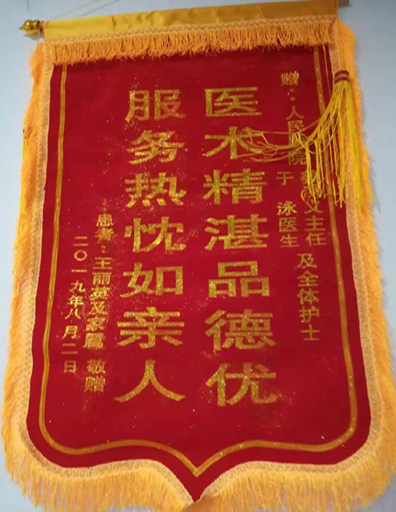 赠：人民 院 主任
于 泳医生 及全体护士
医术精湛品德优
服务热忱如亲人
患者：王丽英及家属 敬赠
二〇一九年八月二日